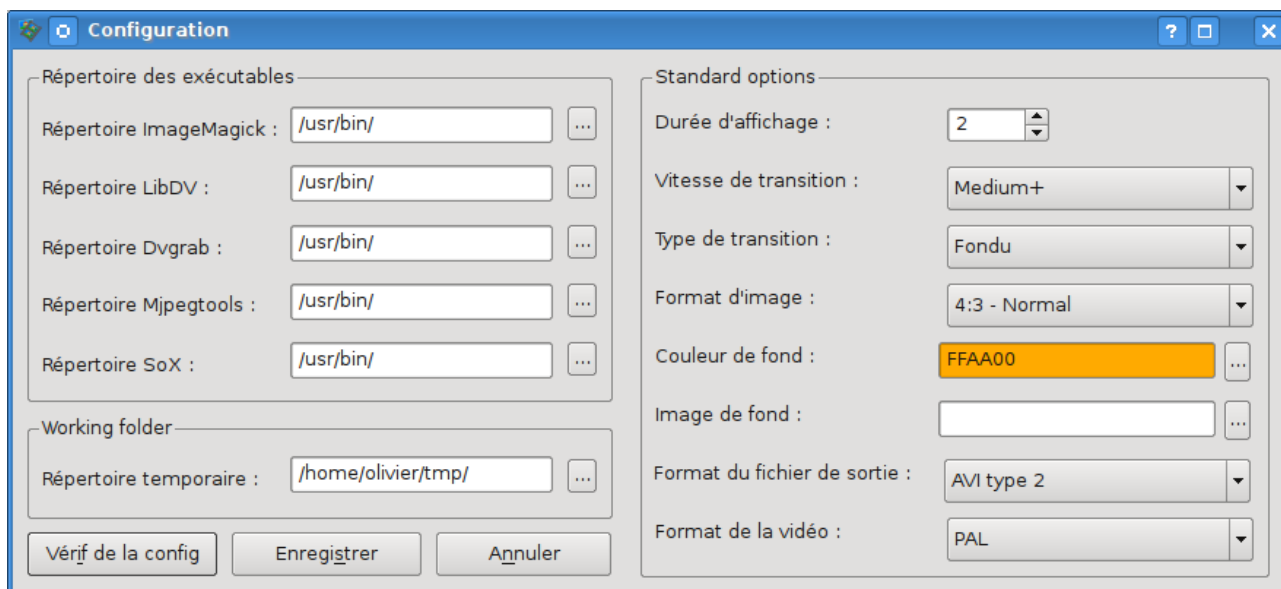 Configuration
Répertoire des exécutables
Répertoire ImageMagick : /usr/bin/ ...
Répertoire LibDV : /usr/bin/ ...
Répertoire Dvgrab : /usr/bin/ ...
Répertoire Mjpegtools : /usr/bin/ ...
Répertoire SoX : /usr/bin/ ...
Working folder
Répertoire temporaire : /home/olivier/tmp/ ...
Vérif de la config Enregistrer Annuler
Standard options
Durée d'affichage : 2
Vitesse de transition : Medium+
Type de transition : Fondu
Format d'image : 4:3 - Normal
Couleur de fond : FFAA00 ...
Image de fond : ...
Format du fichier de sortie : AVI type 2
Format de la vidéo : PAL